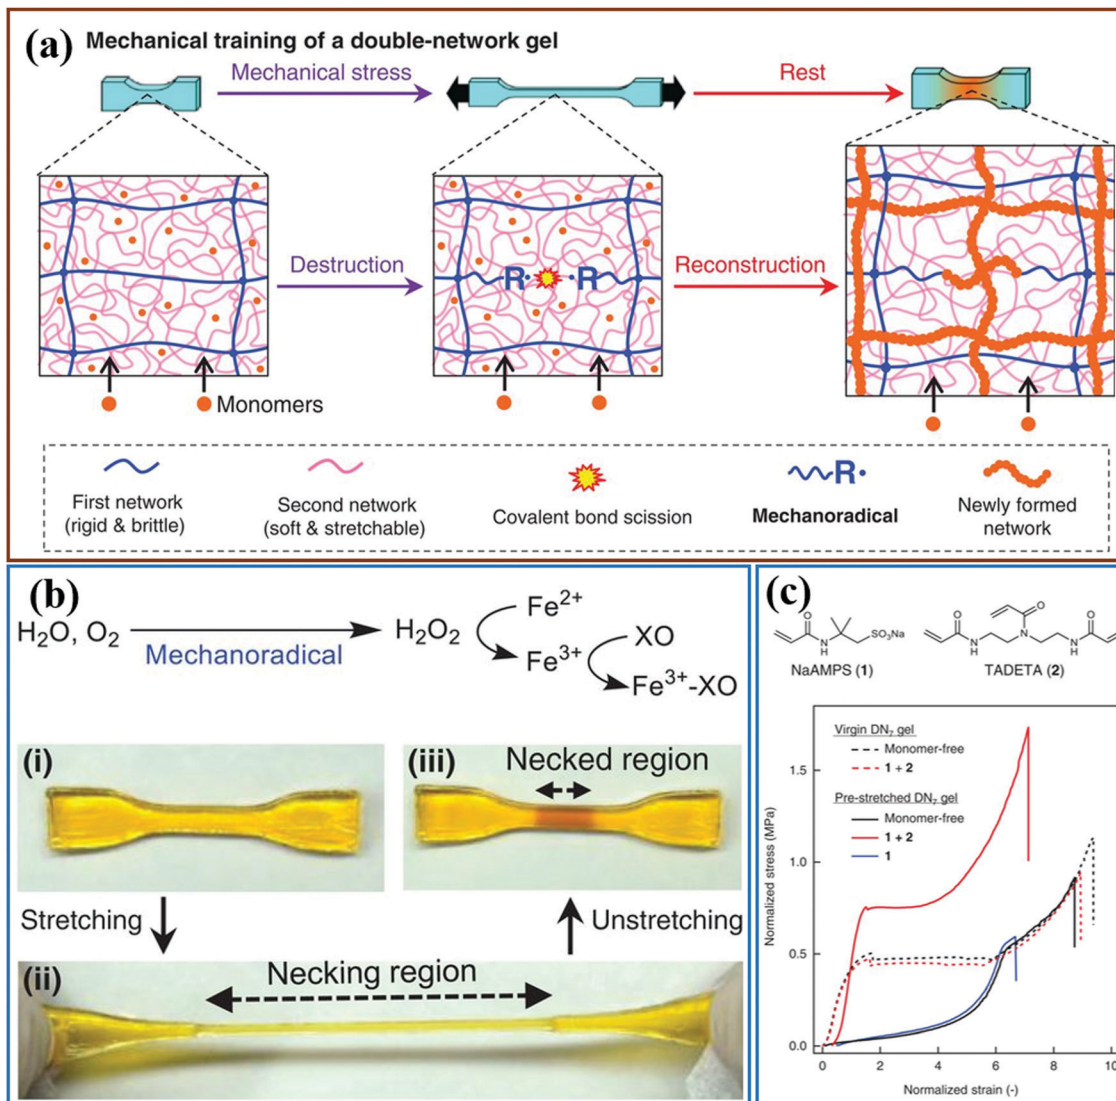 (a) Mechanical training of a double-network gel
Mechanical stress
Rest
Destruction
R· ·R
Reconstruction
Monomers
R·
First network
(rigid & brittle)
Second network
(soft & stretchable)
Covalent bond scission
Mechanoradical
Newly formed
network
(b)
H₂O, O₂
Mechanoradical
H₂O₂
Fe²⁺
Fe³⁺
XO
Fe³⁺-XO
(i)
(iii) Necked region
Stretching
Unstretching
(ii) Necking region
(c)
O
N
H
SO₃Na
NaAMPS (1)
O
O
N
H
N
N
H
O
TADETA (2)
Virgin DN₇ gel
Monomer-free
1 + 2
Pre-stretched DN₇ gel
Monomer-free
1 + 2
1
Normalized stress (MPa)
1.5
1.0
0.5
0.0
0 2 4 6 8 10
Normalized strain (-)